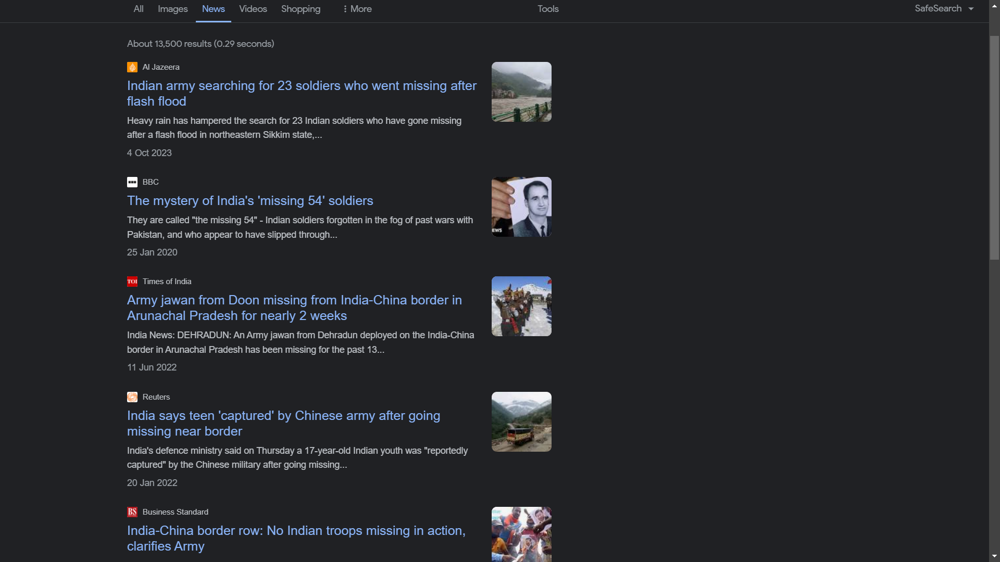 All Images News Videos Shopping More Tools SafeSearch
About 13,500 results (0.29 seconds)
Al Jazeera
Indian army searching for 23 soldiers who went missing after
flash flood
Heavy rain has hampered the search for 23 Indian soldiers who have gone missing
after a flash flood in northeastern Sikkim state,...
4 Oct 2023
BBC
The mystery of India's 'missing 54' soldiers
They are called "the missing 54" - Indian soldiers forgotten in the fog of past wars with
Pakistan, and who appear to have slipped through...
EWS
25 Jan 2020
TOI Times of India
Army jawan from Doon missing from India-China border in
Arunachal Pradesh for nearly 2 weeks
India News: DEHRADUN: An Army jawan from Dehradun deployed on the India-China
border in Arunachal Pradesh has been missing for the past 13...
11 Jun 2022
Reuters
India says teen 'captured' by Chinese army after going
missing near border
India's defence ministry said on Thursday a 17-year-old Indian youth was "reportedly
captured" by the Chinese military after going missing...
20 Jan 2022
BS Business Standard
India-China border row: No Indian troops missing in action,
clarifies Army